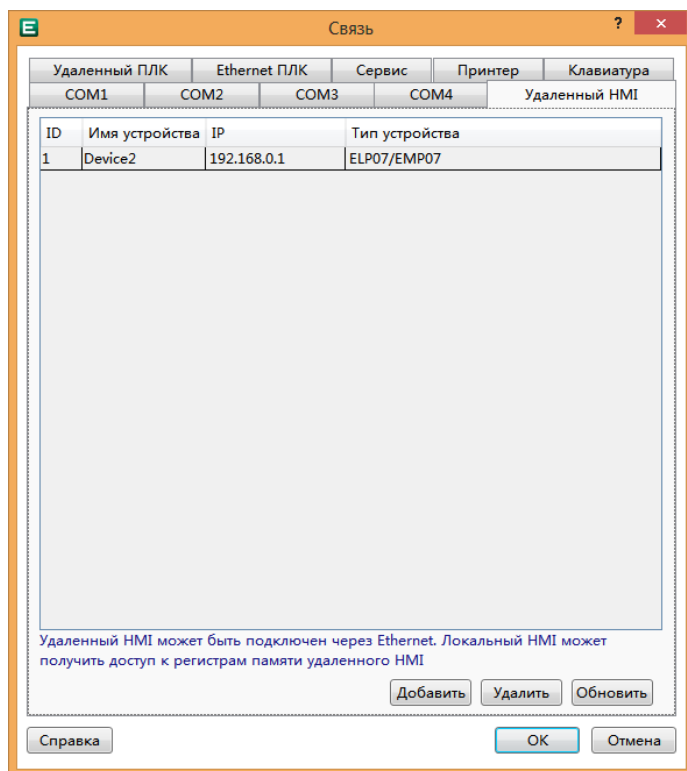 E
Связь
?
×
Удаленный ПЛК Ethernet ПЛК Сервис Принтер Клавиатура
COM1 COM2 COM3 COM4 Удаленный HMI
ID Имя устройства IP Тип устройства
1 Device2 192.168.0.1 ELP07/EMP07
Удаленный HMI может быть подключен через Ethernet. Локальный HMI может
получить доступ к регистрам памяти удаленного HMI
Добавить Удалить Обновить
Справка OK Отмена